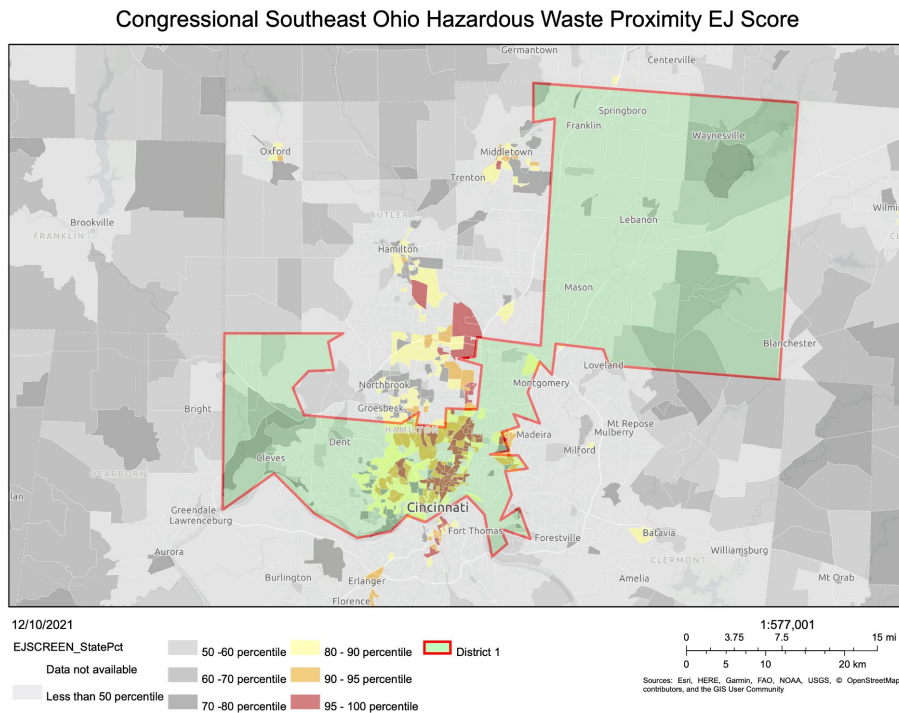 Congressional Southeast Ohio Hazardous Waste Proximity EJ Score
Germantown
Centerville
Springboro
Franklin
Waynesville
Oxford
Middletown
Trenton
Lebanon
Wilmin
Brookville
FRANKLIN
BUTLER
CL
Hamilton
Mason
Blanchester
Loveland
Northbrook
Montgomery
Bright
Groesbeck
Mt Repose
HAMILTON
Madeira
Mulberry
Dent
Milford
Cleves
DEARBORN
lan
Greendale
Cincinnati
Lawrenceburg
Fort Thomas
Forestville
Batavia
Aurora
Williamsburg
CLERMONT
Burlington
Erlanger
Amelia
Mt Orab
Florence
12/10/2021
1:577,001
EJSCREEN_StatePct
0 3.75 7.5 15 mi
Data not available
50 -60 percentile
80 - 90 percentile
District 1
0 5 10 20 km
60 -70 percentile
90 - 95 percentile
Less than 50 percentile
70 -80 percentile
95 - 100 percentile
Sources: Esri, HERE, Garmin, FAO, NOAA, USGS, © OpenStreetMap
contributors, and the GIS User Community